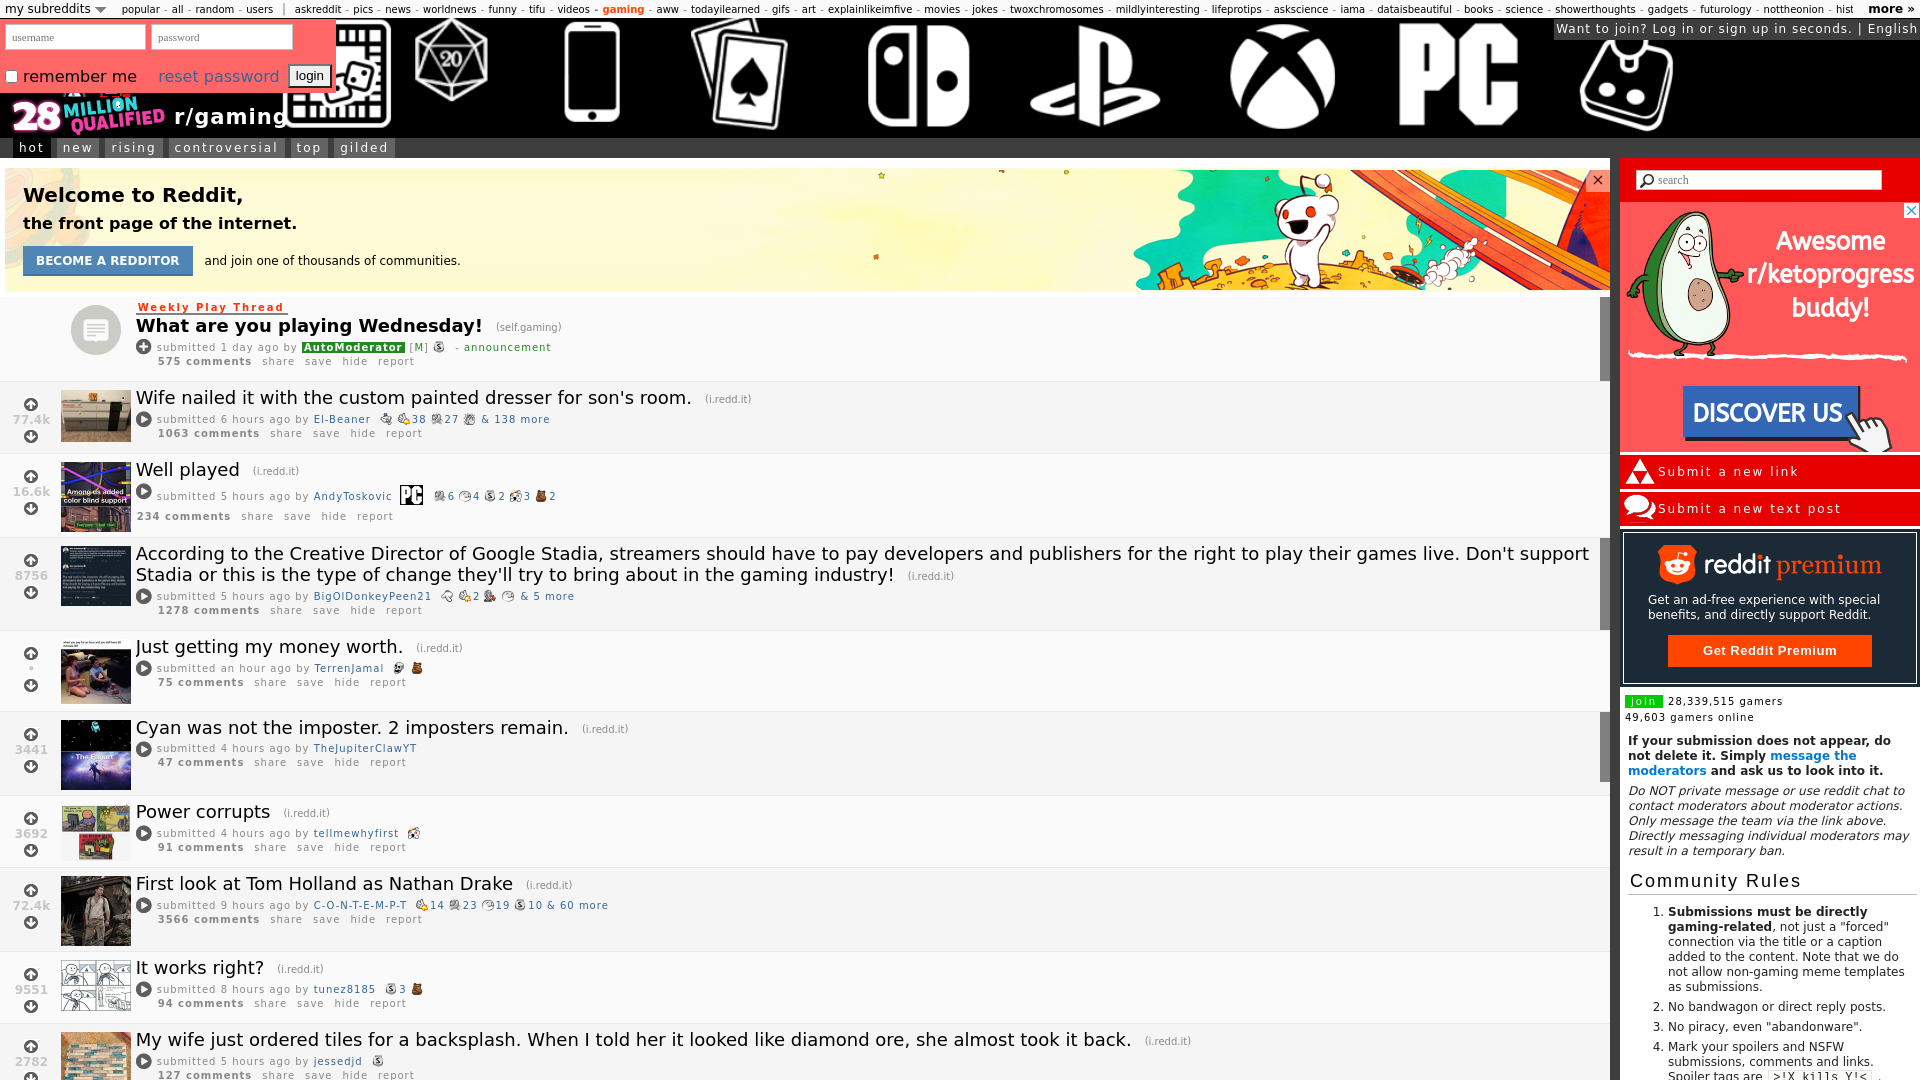 my subreddits
popular - all - random - users | askreddit - pics - news - worldnews - funny - tifu - videos - gaming - aww - todayilearned - gifs - art - explainlikeimfive - movies - jokes - twoxchromosomes - mildlyinteresting - lifeprotips - askscience - iama - dataisbeautiful - books - science - showerthoughts - gadgets - futurology - nottheonion - hist
more »
username
password
remember me
reset password
login
Want to join? Log in or sign up in seconds. | English
20
PC
28 MILLION QUALIFIED
r/gaming
hot
new
rising
controversial
top
gilded
Welcome to Reddit,
the front page of the internet.
BECOME A REDDITOR
and join one of thousands of communities.
Weekly Play Thread
What are you playing Wednesday! (self.gaming)
submitted 1 day ago by AutoModerator [M] - announcement
575 comments share save hide report
77.4k
Wife nailed it with the custom painted dresser for son's room. (i.redd.it)
submitted 6 hours ago by El-Beaner 38 27 & 138 more
1063 comments share save hide report
16.6k
Among us added
color blind support
Well played (i.redd.it)
submitted 5 hours ago by AndyToskovic PC 6 4 2 3 2
234 comments share save hide report
8756
According to the Creative Director of Google Stadia, streamers should have to pay developers and publishers for the right to play their games live. Don't support
Stadia or this is the type of change they'll try to bring about in the gaming industry! (i.redd.it)
submitted 5 hours ago by BigOlDonkeyPeen21 2 & 5 more
1278 comments share save hide report
•
Just getting my money worth. (i.redd.it)
submitted an hour ago by TerrenJamal
75 comments share save hide report
3441
Cyan was not the imposter. 2 imposters remain. (i.redd.it)
submitted 4 hours ago by TheJupiterClawYT
47 comments share save hide report
3692
Power corrupts (i.redd.it)
submitted 4 hours ago by tellmewhyfirst
91 comments share save hide report
72.4k
First look at Tom Holland as Nathan Drake (i.redd.it)
submitted 9 hours ago by C-O-N-T-E-M-P-T 14 23 19 10 & 60 more
3566 comments share save hide report
9551
It works right? (i.redd.it)
submitted 8 hours ago by tunez8185 3
94 comments share save hide report
2782
My wife just ordered tiles for a backsplash. When I told her it looked like diamond ore, she almost took it back. (i.redd.it)
submitted 5 hours ago by jessedjd
127 comments share save hide report
search
Awesome
r/ketoprogress
buddy!
DISCOVER US
Submit a new link
Submit a new text post
reddit premium
Get an ad-free experience with special
benefits, and directly support Reddit.
Get Reddit Premium
join 28,339,515 gamers
49,603 gamers online
If your submission does not appear, do
not delete it. Simply message the
moderators and ask us to look into it.
Do NOT private message or use reddit chat to
contact moderators about moderator actions.
Only message the team via the link above.
Directly messaging individual moderators may
result in a temporary ban.
Community Rules
1. Submissions must be directly
gaming-related, not just a "forced"
connection via the title or a caption
added to the content. Note that we do
not allow non-gaming meme templates
as submissions.
2. No bandwagon or direct reply posts.
3. No piracy, even "abandonware".
4. Mark your spoilers and NSFW
submissions, comments and links.
Spoiler tags are >!X kills Y!< .